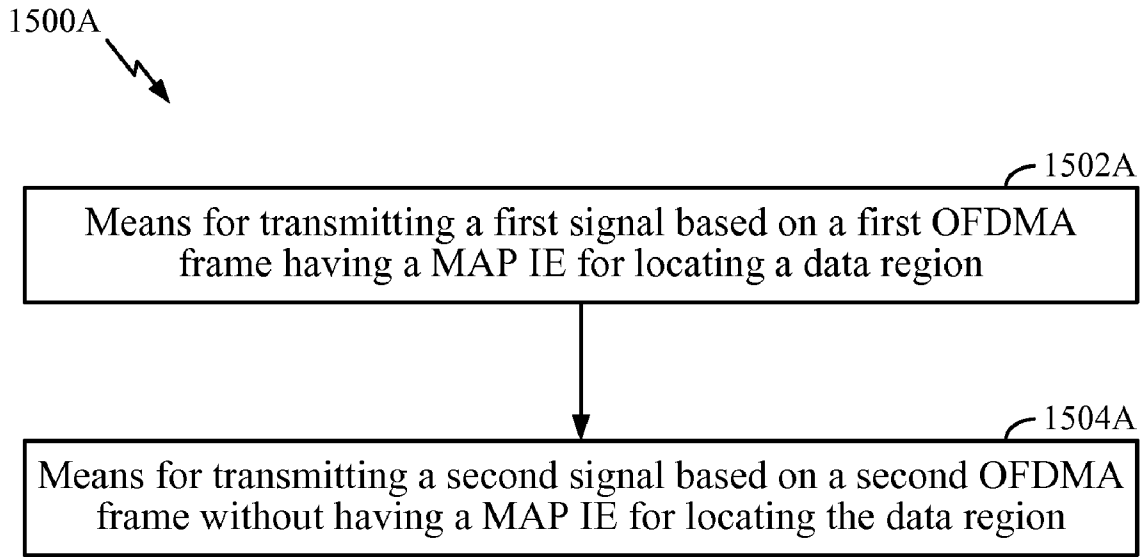 1500A
1502A
Means for transmitting a first signal based on a first OFDMA
frame having a MAP IE for locating a data region
1504A
Means for transmitting a second signal based on a second OFDMA
frame without having a MAP IE for locating the data region